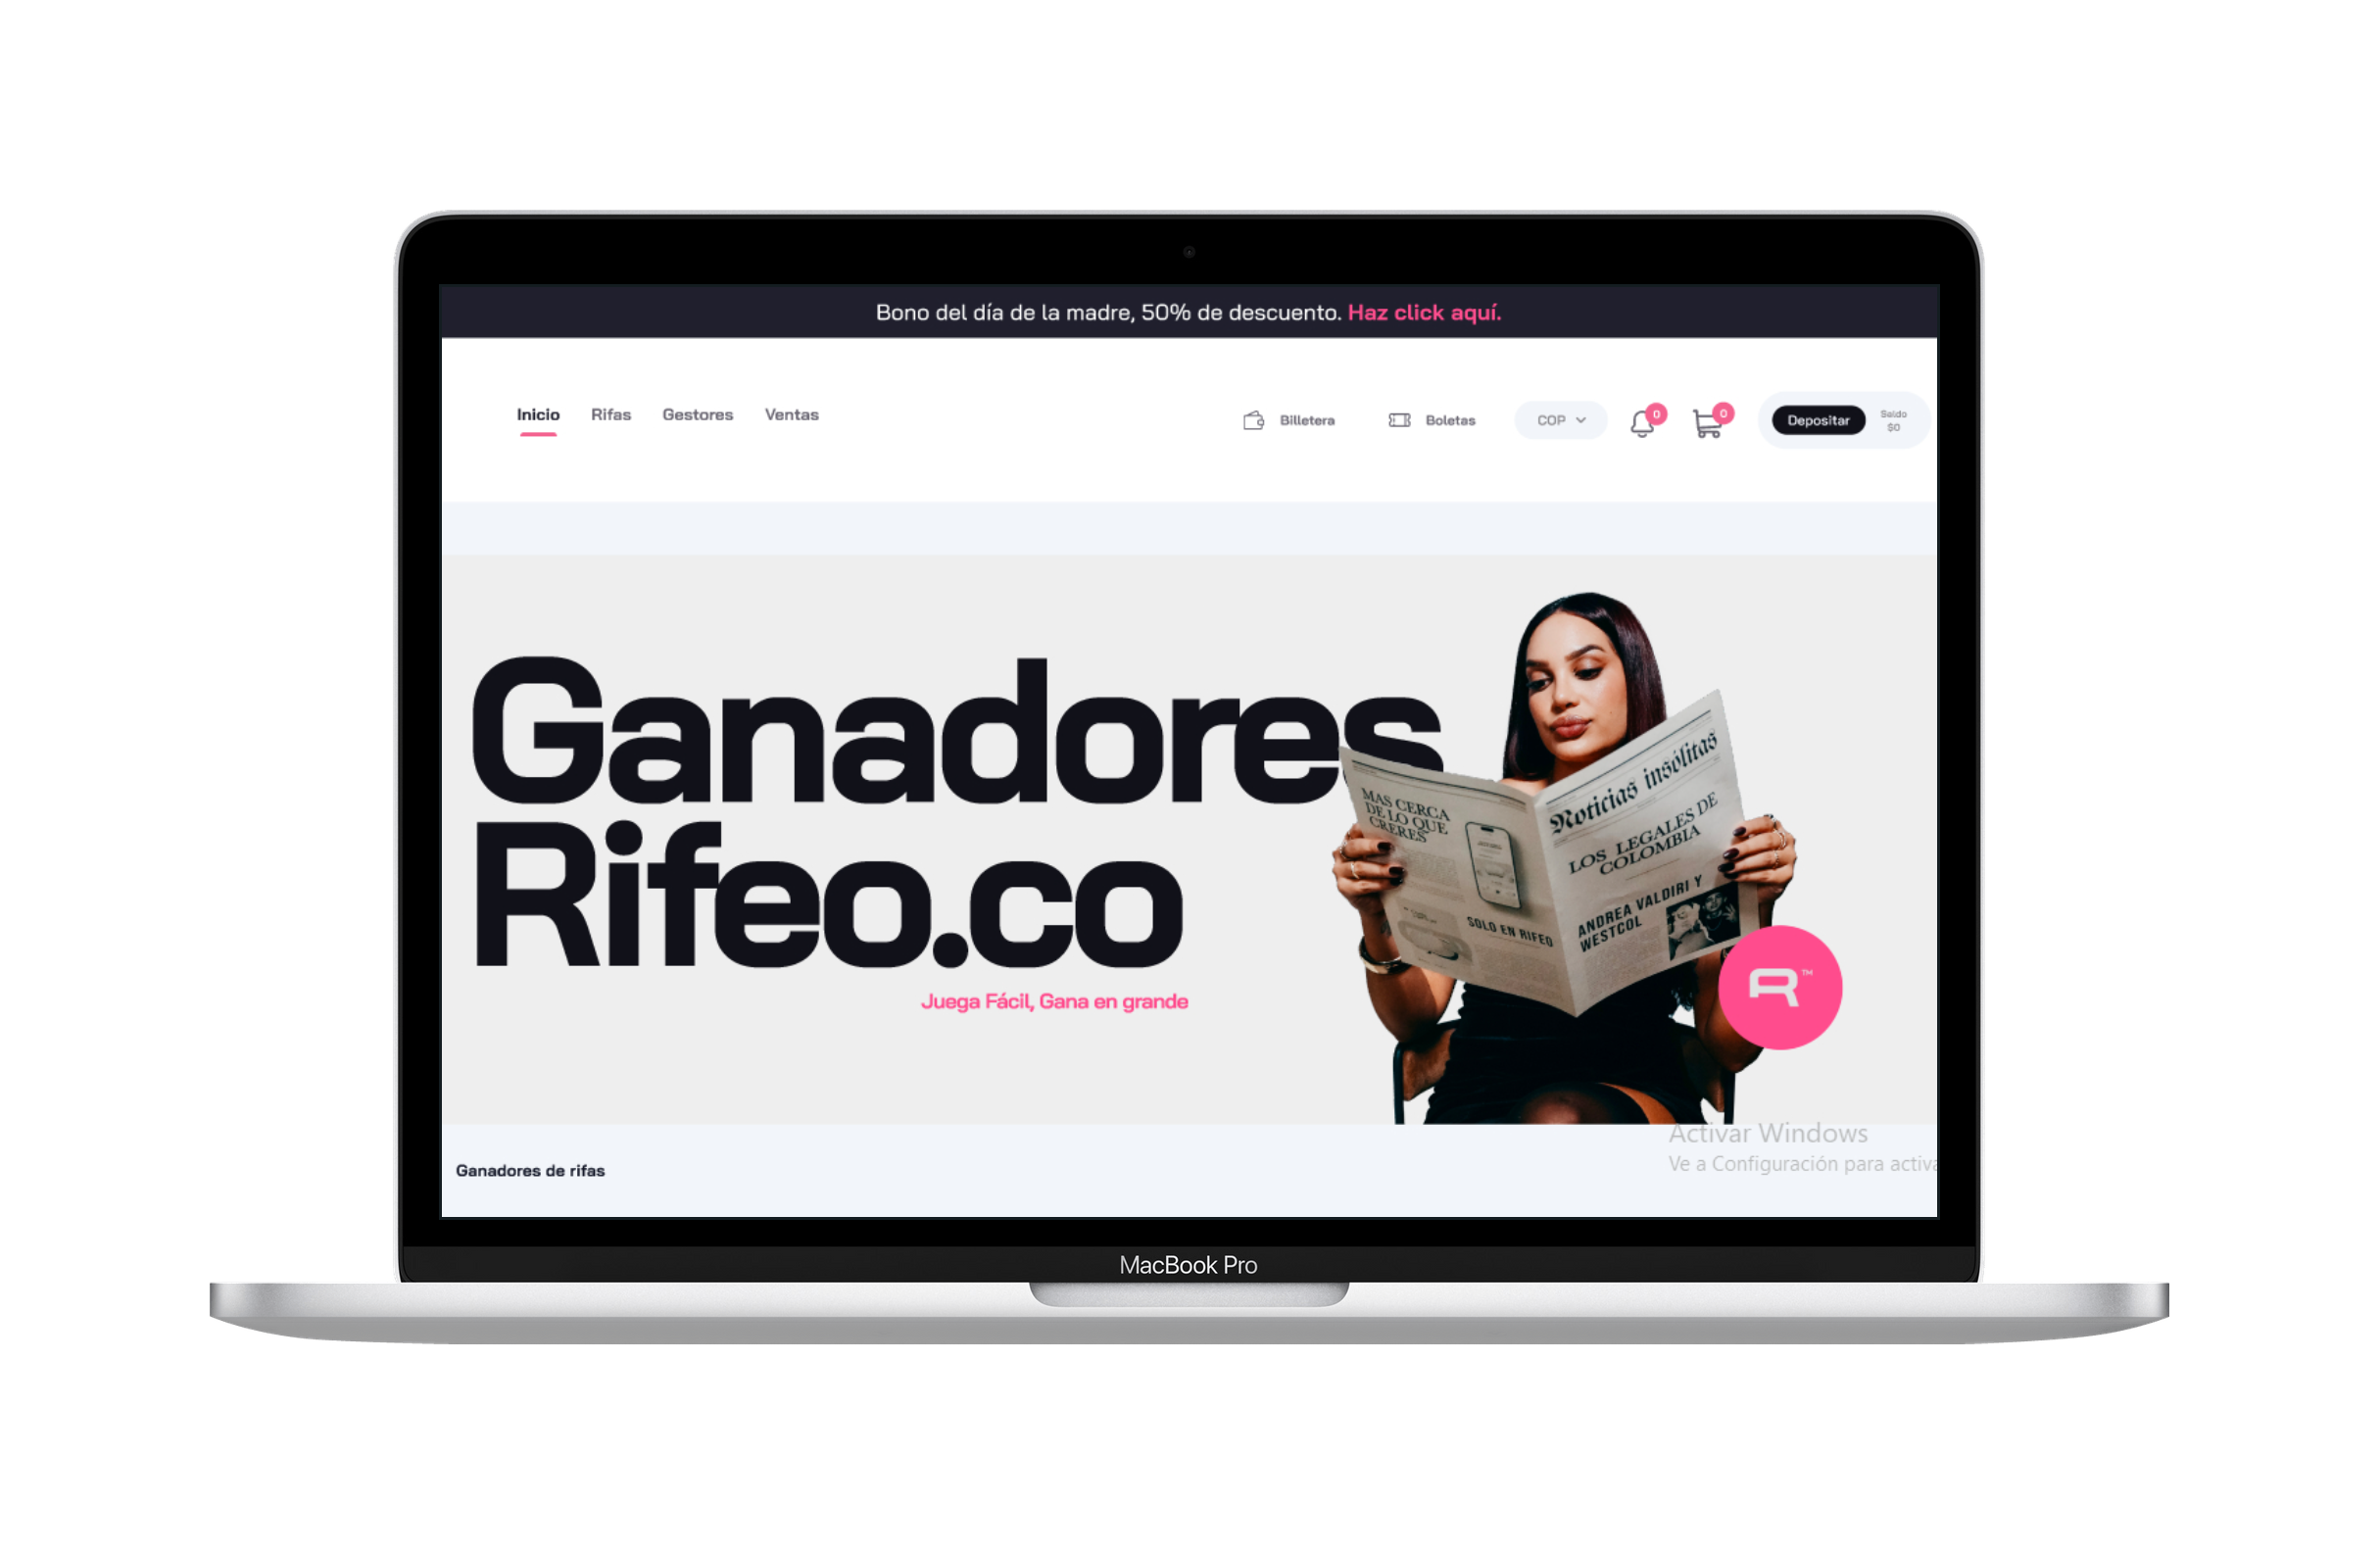 Bono del día de la madre, 50% de descuento. Haz click aquí.
Inicio Rifas Gestores Ventas
Billetera Boletas COP 0 0 Depositar Saldo
$0
Ganadores
Rifeo.co
Juega Fácil, Gana en grande
MAS CERCA
DE LO QUE
CRERES
SOLO EN RIFEO
Noticias insólitas
LOS LEGALES DE
COLOMBIA
ANDREA VALDIRI Y
WESTCOL
R™
Activar Windows
Ve a Configuración para activa
Ganadores de rifas
MacBook Pro